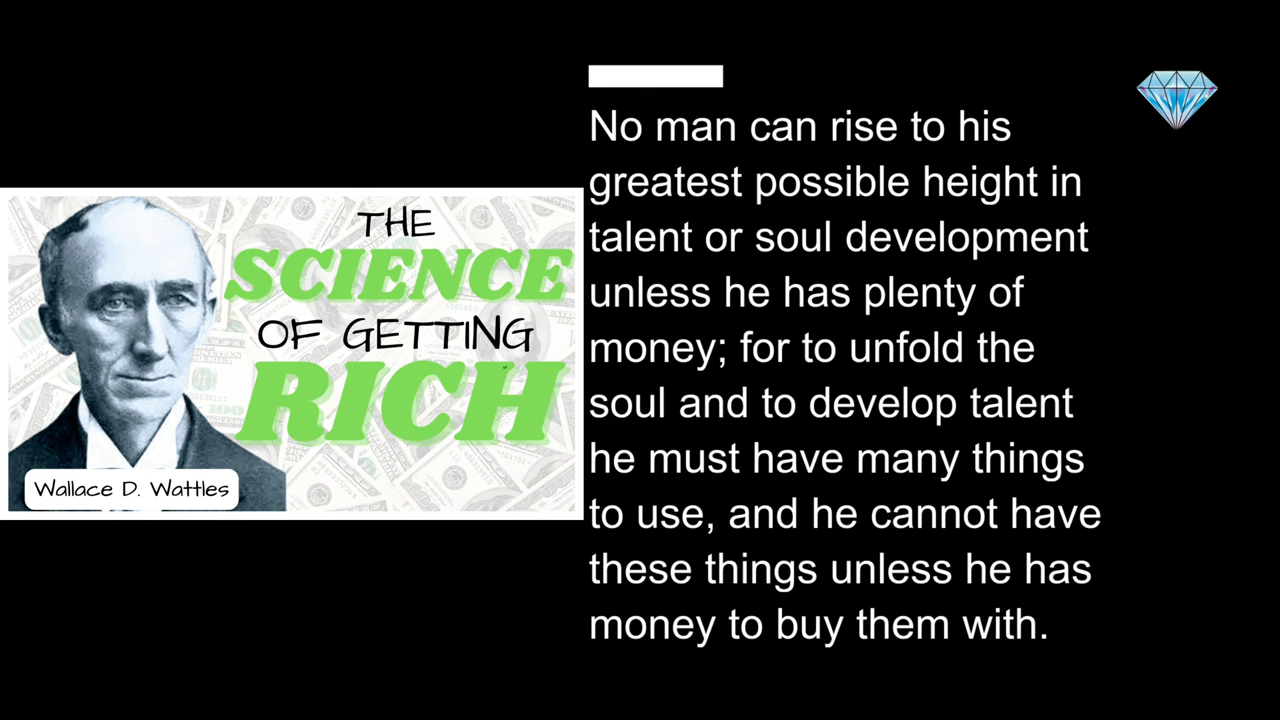 THE
SCIENCE
OF GETTING
RICH
Wallace D. Wattles
No man can rise to his
greatest possible height in
talent or soul development
unless he has plenty of
money; for to unfold the
soul and to develop talent
he must have many things
to use, and he cannot have
these things unless he has
money to buy them with.